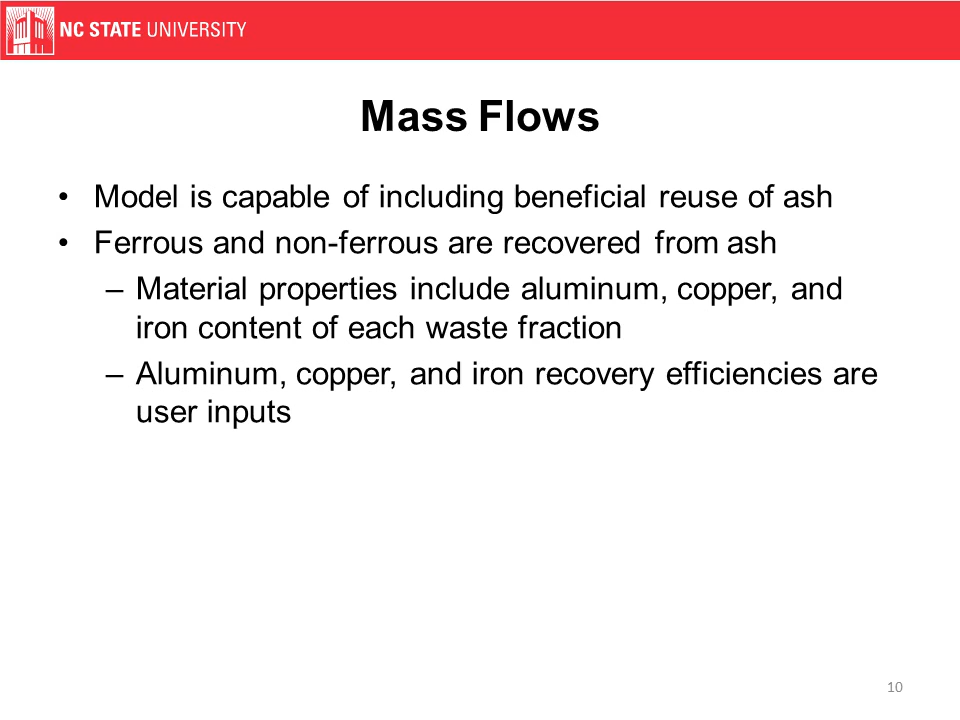 NC STATE UNIVERSITY
Mass Flows
• Model is capable of including beneficial reuse of ash
• Ferrous and non-ferrous are recovered from ash
– Material properties include aluminum, copper, and
iron content of each waste fraction
– Aluminum, copper, and iron recovery efficiencies are
user inputs
10